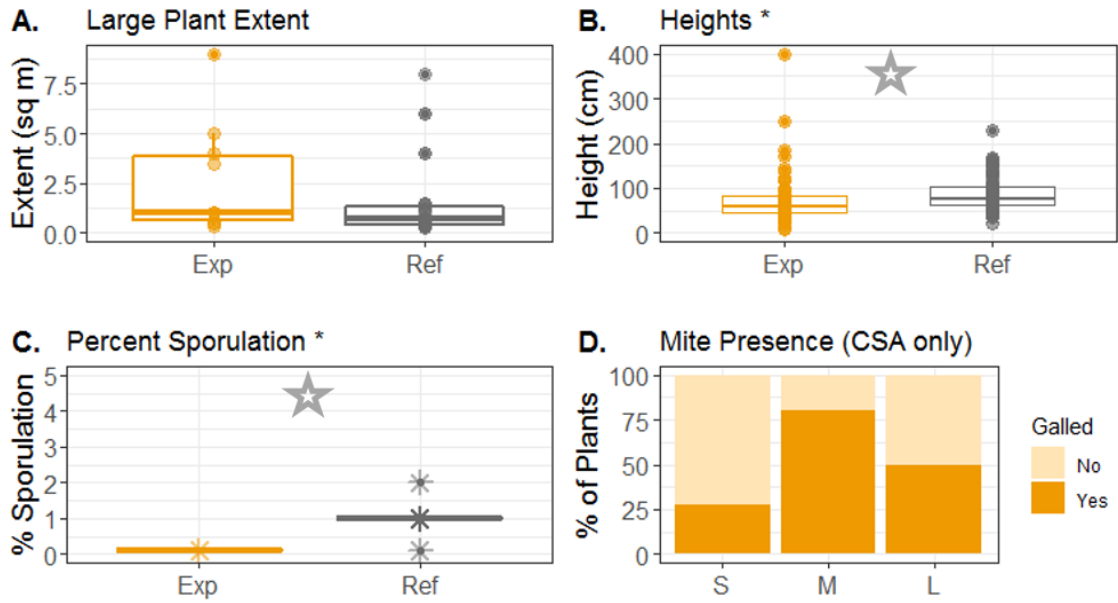 A. Large Plant Extent
Extent (sq m)
7.5
5.0
2.5
0.0
Exp Ref
B. Heights *
Height (cm)
400
300
200
100
0
Exp Ref
C. Percent Sporulation *
% Sporulation
5
4
3
2
1
0
Exp Ref
D. Mite Presence (CSA only)
% of Plants
100
75
50
25
0
S M L
Galled
No
Yes